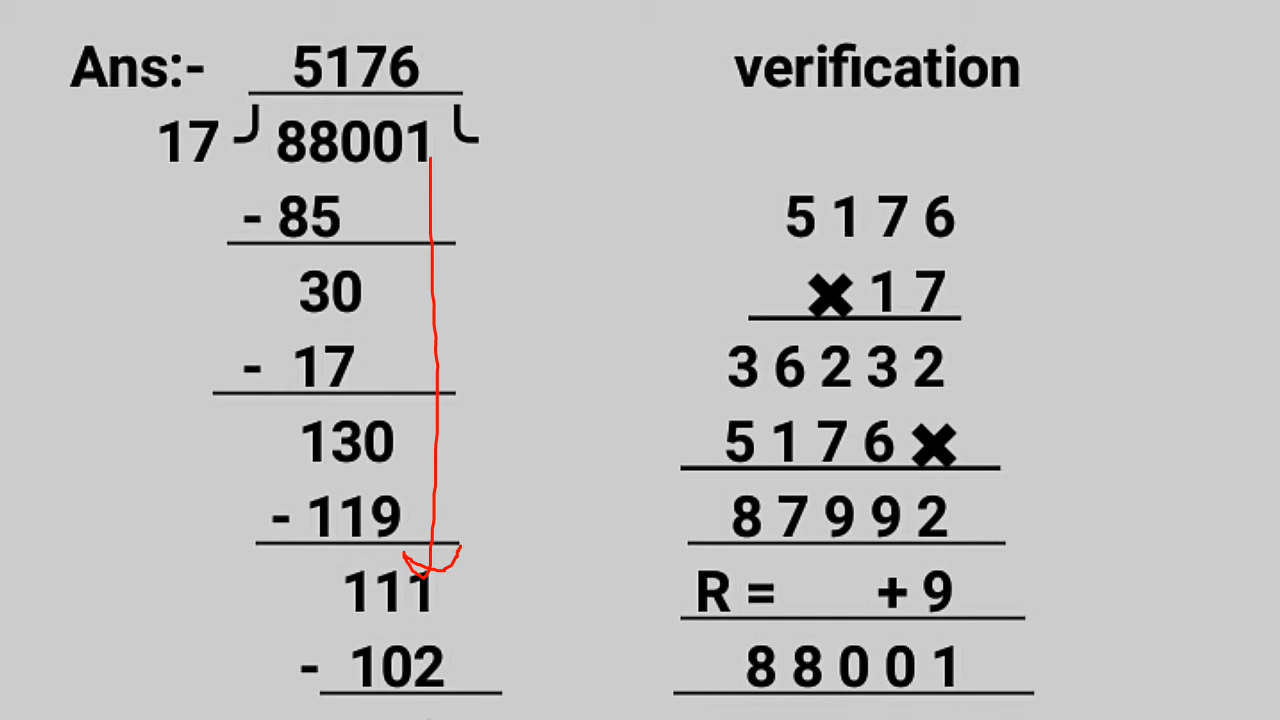 Ans:- 5176
17 88001
- 85
30
- 17
130
- 119
111
- 102
verification
5 1 7 6
✖ 1 7
3 6 2 3 2
5 1 7 6 ✖
8 7 9 9 2
R = + 9
8 8 0 0 1